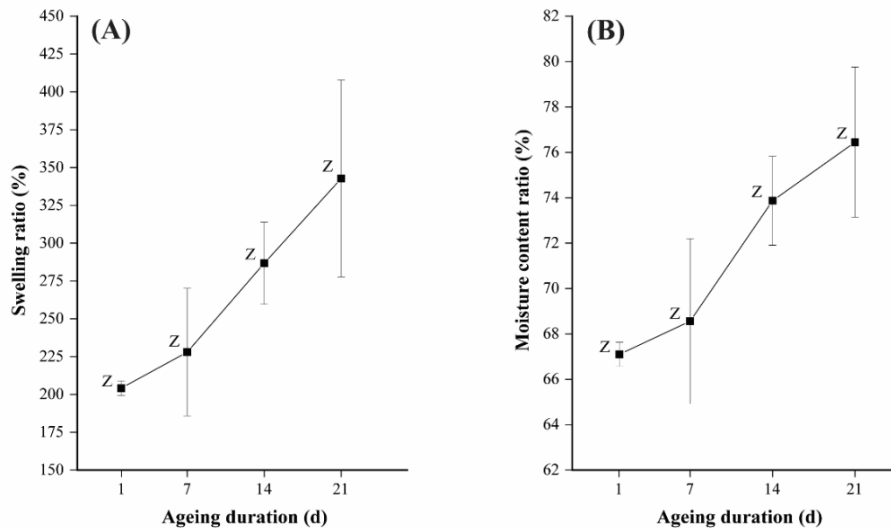 (A)
450
425
400
375
350
325
300
275
250
225
200
175
150
Swelling ratio (%)
Z
Z
Z
Z
1 7 14 21
Ageing duration (d)
(B)
82
80
78
76
74
72
70
68
66
64
62
Moisture content ratio (%)
Z
Z
Z
Z
1 7 14 21
Ageing duration (d)